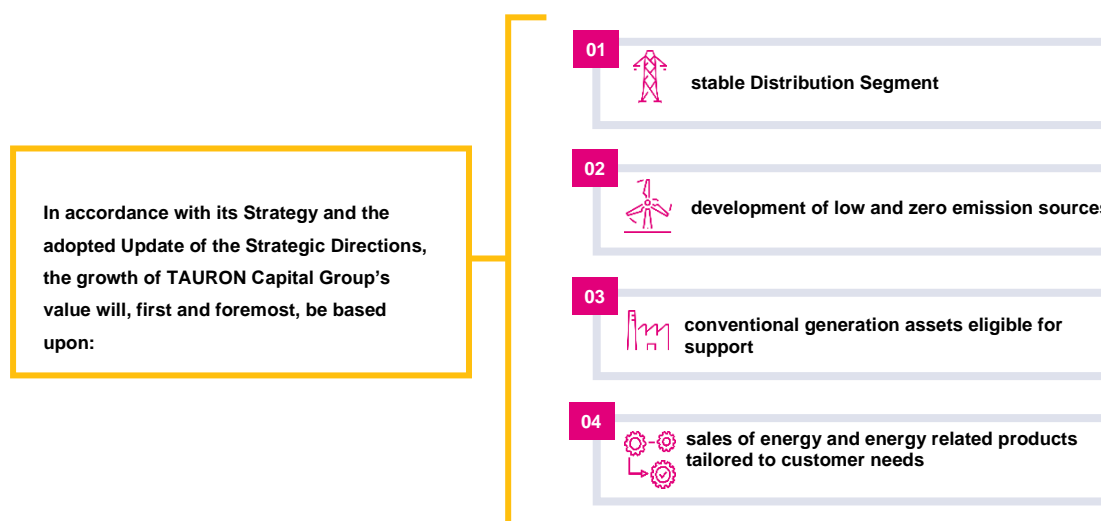 In accordance with its Strategy and the
adopted Update of the Strategic Directions,
the growth of TAURON Capital Group’s
value will, first and foremost, be based
upon:
01
stable Distribution Segment
02
development of low and zero emission sources
03
conventional generation assets eligible for
support
04
sales of energy and energy related products
tailored to customer needs